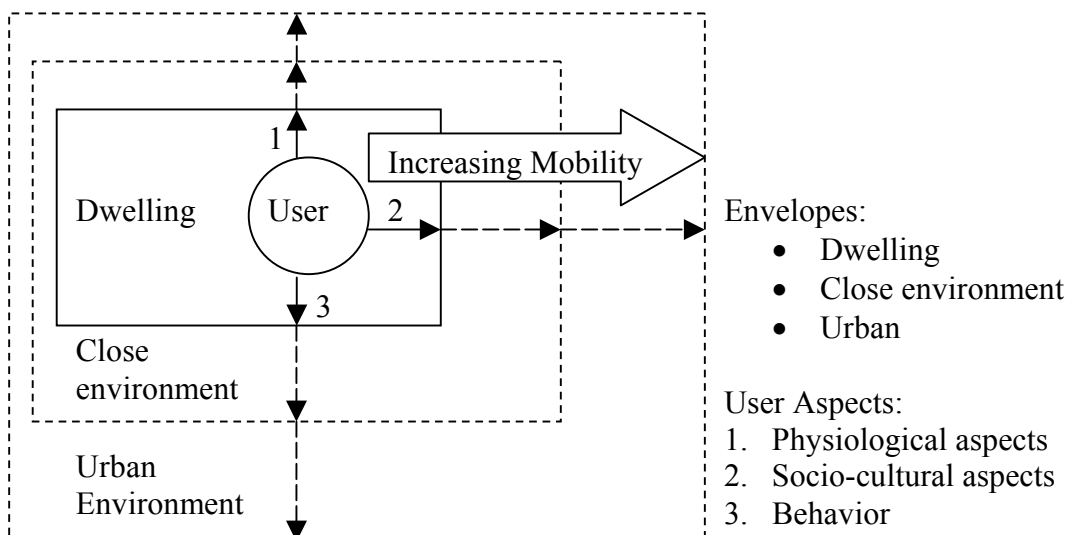 1
Increasing Mobility
Dwelling
User
2
3
Close
environment
Urban
Environment
Envelopes:
• Dwelling
• Close environment
• Urban
User Aspects:
1. Physiological aspects
2. Socio-cultural aspects
3. Behavior